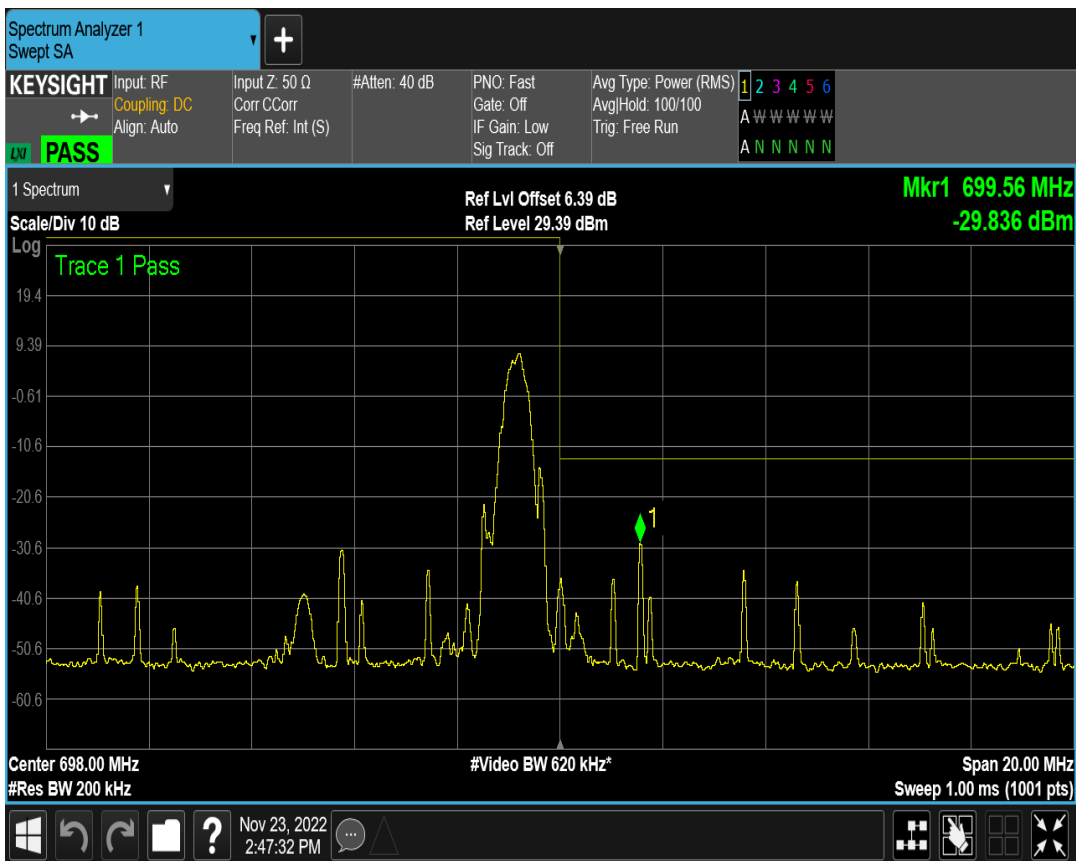 Spectrum Analyzer 1
Swept SA
+
KEYSIGHT
LXI PASS
Input: RF
Coupling: DC
Align: Auto
Input Z: 50 Ω
Corr CCorr
Freq Ref: Int (S)
#Atten: 40 dB
PNO: Fast
Gate: Off
IF Gain: Low
Sig Track: Off
Avg Type: Power (RMS)
Avg|Hold: 100/100
Trig: Free Run
1 2 3 4 5 6
A W W W W W
A N N N N N
1 Spectrum
Scale/Div 10 dB
Ref Lvl Offset 6.39 dB
Ref Level 29.39 dBm
Mkr1 699.56 MHz
-29.836 dBm
Log
Trace 1 Pass
19.4
9.39
-0.61
-10.6
-20.6
1
-30.6
-40.6
-50.6
-60.6
Center 698.00 MHz
#Res BW 200 kHz
#Video BW 620 kHz*
Span 20.00 MHz
Sweep 1.00 ms (1001 pts)
?
Nov 23, 2022
2:47:32 PM